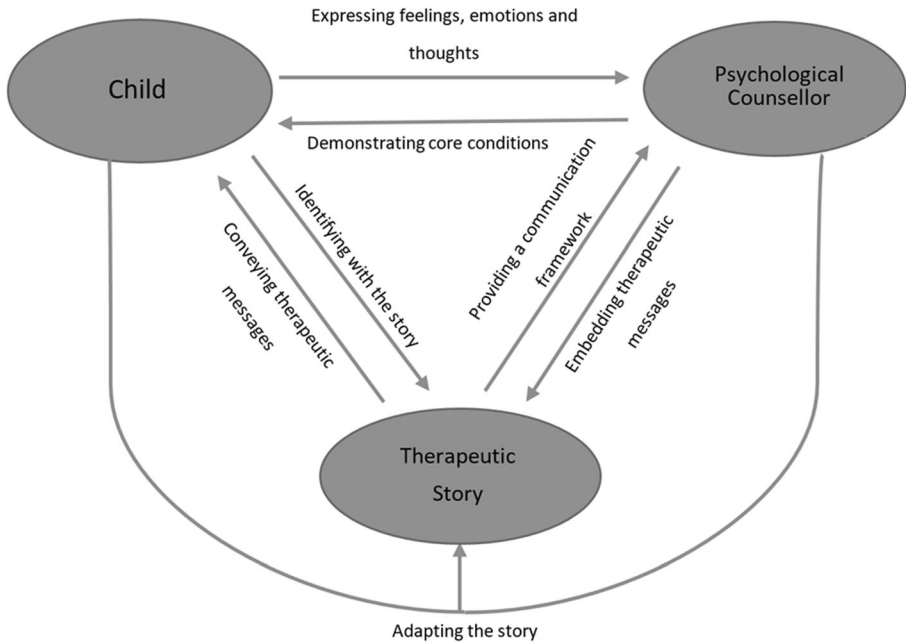 Expressing feelings, emotions and
thoughts
Child
Psychological
Counsellor
Demonstrating core conditions
Identifying with the story
Conveying therapeutic
messages
Providing a communication
framework
Embedding therapeutic
messages
Therapeutic
Story
Adapting the story